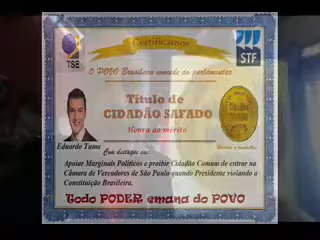 Certificamos
TSE
STF
O POVO Brasileiro concede ao parlamentar
Título de
CIDADÃO SAFADO
Honra ao mérito
Eduardo Tuma
Com destaque em:
Apoiar Marginais Políticos e proibir Cidadão Comum de entrar na
Câmara de Vereadores de São Paulo quando Presidente violando a
Constituição Brasileira.
Todo PODER emana do POVO